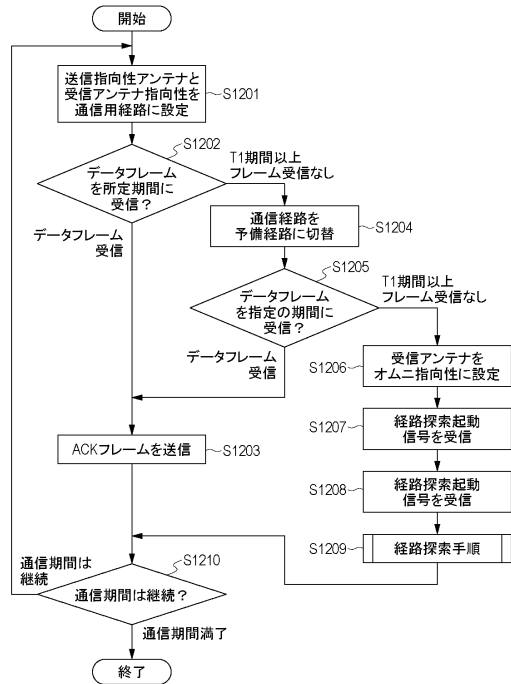 開始
送信指向性アンテナと
受信アンテナ指向性を
通信用経路に設定
S1201
S1202
データフレーム
を所定期間に
受信?
T1期間以上
フレーム受信なし
データフレーム
受信
通信経路を
予備経路に切替
S1204
S1205
データフレーム
を指定の期間に
受信?
T1期間以上
フレーム受信なし
データフレーム
受信
S1206
受信アンテナを
オムニ指向性に設定
S1207
経路探索起動
信号を受信
ACKフレームを送信
S1203
S1208
経路探索起動
信号を受信
S1209
経路探索手順
通信期間は
継続
S1210
通信期間は継続?
通信期間満了
終了